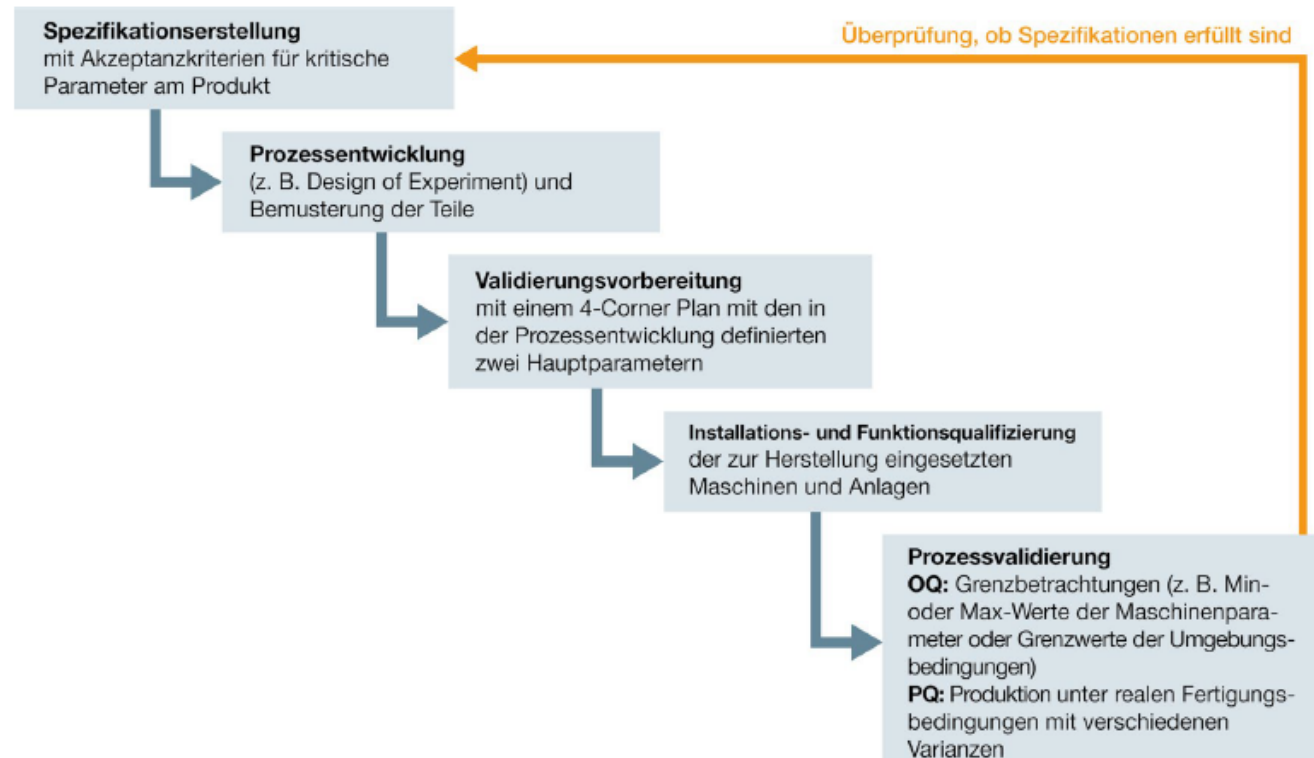 Spezifikationserstellung
mit Akzeptanzkriterien für kritische
Parameter am Produkt
Überprüfung, ob Spezifikationen erfüllt sind
Prozessentwicklung
(z. B. Design of Experiment) und
Bemusterung der Teile
Validierungsvorbereitung
mit einem 4-Corner Plan mit den in
der Prozessentwicklung definierten
zwei Hauptparametern
Installations- und Funktionsqualifizierung
der zur Herstellung eingesetzten
Maschinen und Anlagen
Prozessvalidierung
OQ: Grenzbetrachtungen (z. B. Min-
oder Max-Werte der Maschinenpara-
meter oder Grenzwerte der Umgebungs-
bedingungen)
PQ: Produktion unter realen Fertigungs-
bedingungen mit verschiedenen
Varianzen